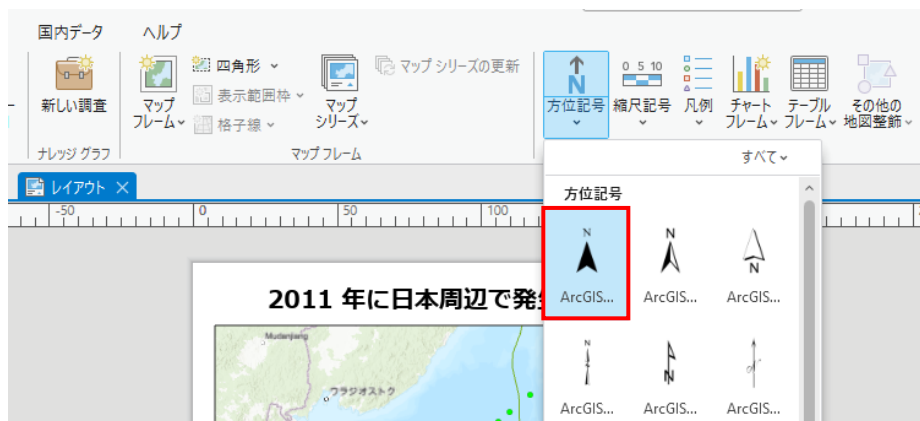 国内データ ヘルプ
新しい調査
ナレッジ グラフ
マップ
フレーム
四角形
表示範囲枠
格子線
マップ
シリーズ
マップ シリーズの更新
マップ フレーム
N
方位記号
0 5 10
縮尺記号
凡例
チャート
フレーム
テーブル
フレーム
その他の
地図整飾
すべて
レイアウト
-50 0 50 100
方位記号
N N N
ArcGIS... ArcGIS... ArcGIS...
N N
ArcGIS... ArcGIS... ArcGIS...
2011 年に日本周辺で発
Mudanjiang
ウラジオストク